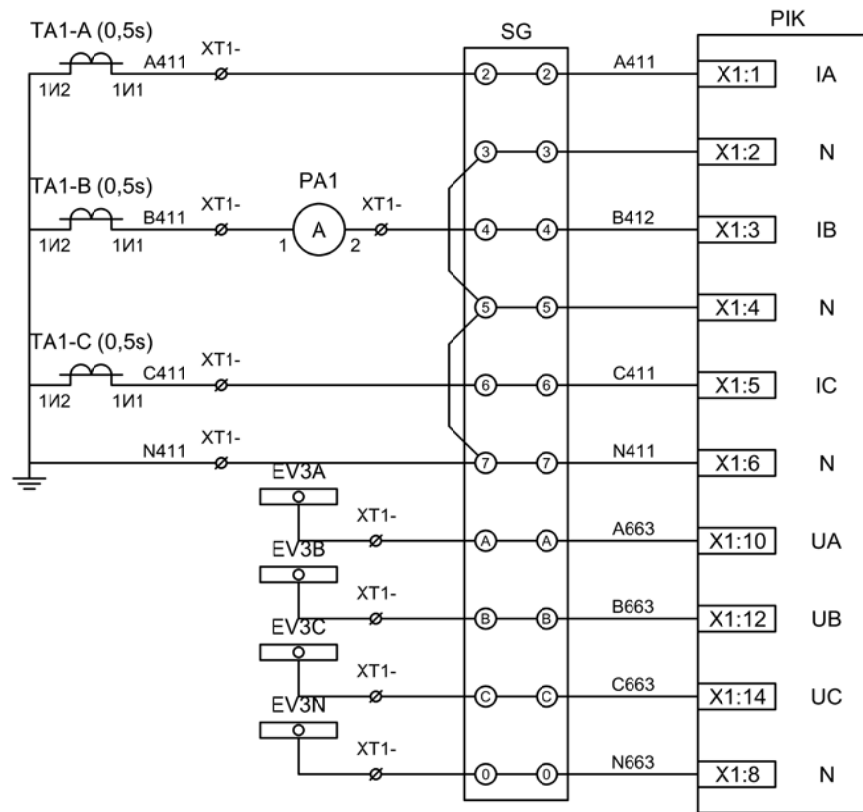 PIK
SG
TA1-A (0,5s)
XT1-
A411
1И2
1И1
2
2
A411
X1:1
IA
3
3
X1:2
N
TA1-B (0,5s)
B411
XT1-
PA1
XT1-
1И2
1И1
1
A
2
4
4
B412
X1:3
IB
5
5
X1:4
N
TA1-C (0,5s)
C411
XT1-
1И2
1И1
6
6
C411
X1:5
IC
N411
XT1-
7
7
N411
X1:6
N
EV3A
XT1-
A
A
A663
X1:10
UA
EV3B
XT1-
B
B
B663
X1:12
UB
EV3C
XT1-
C
C
C663
X1:14
UC
EV3N
XT1-
0
0
N663
X1:8
N